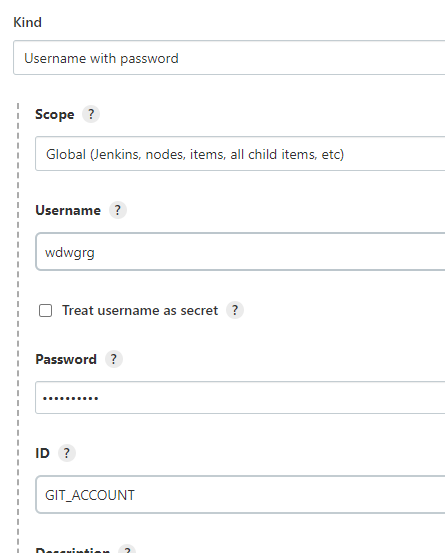 Kind
Username with password
Scope ?
Global (Jenkins, nodes, items, all child items, etc)
Username ?
wdwgrg
Treat username as secret ?
Password ?
••••••••••
ID ?
GIT_ACCOUNT
Description ?